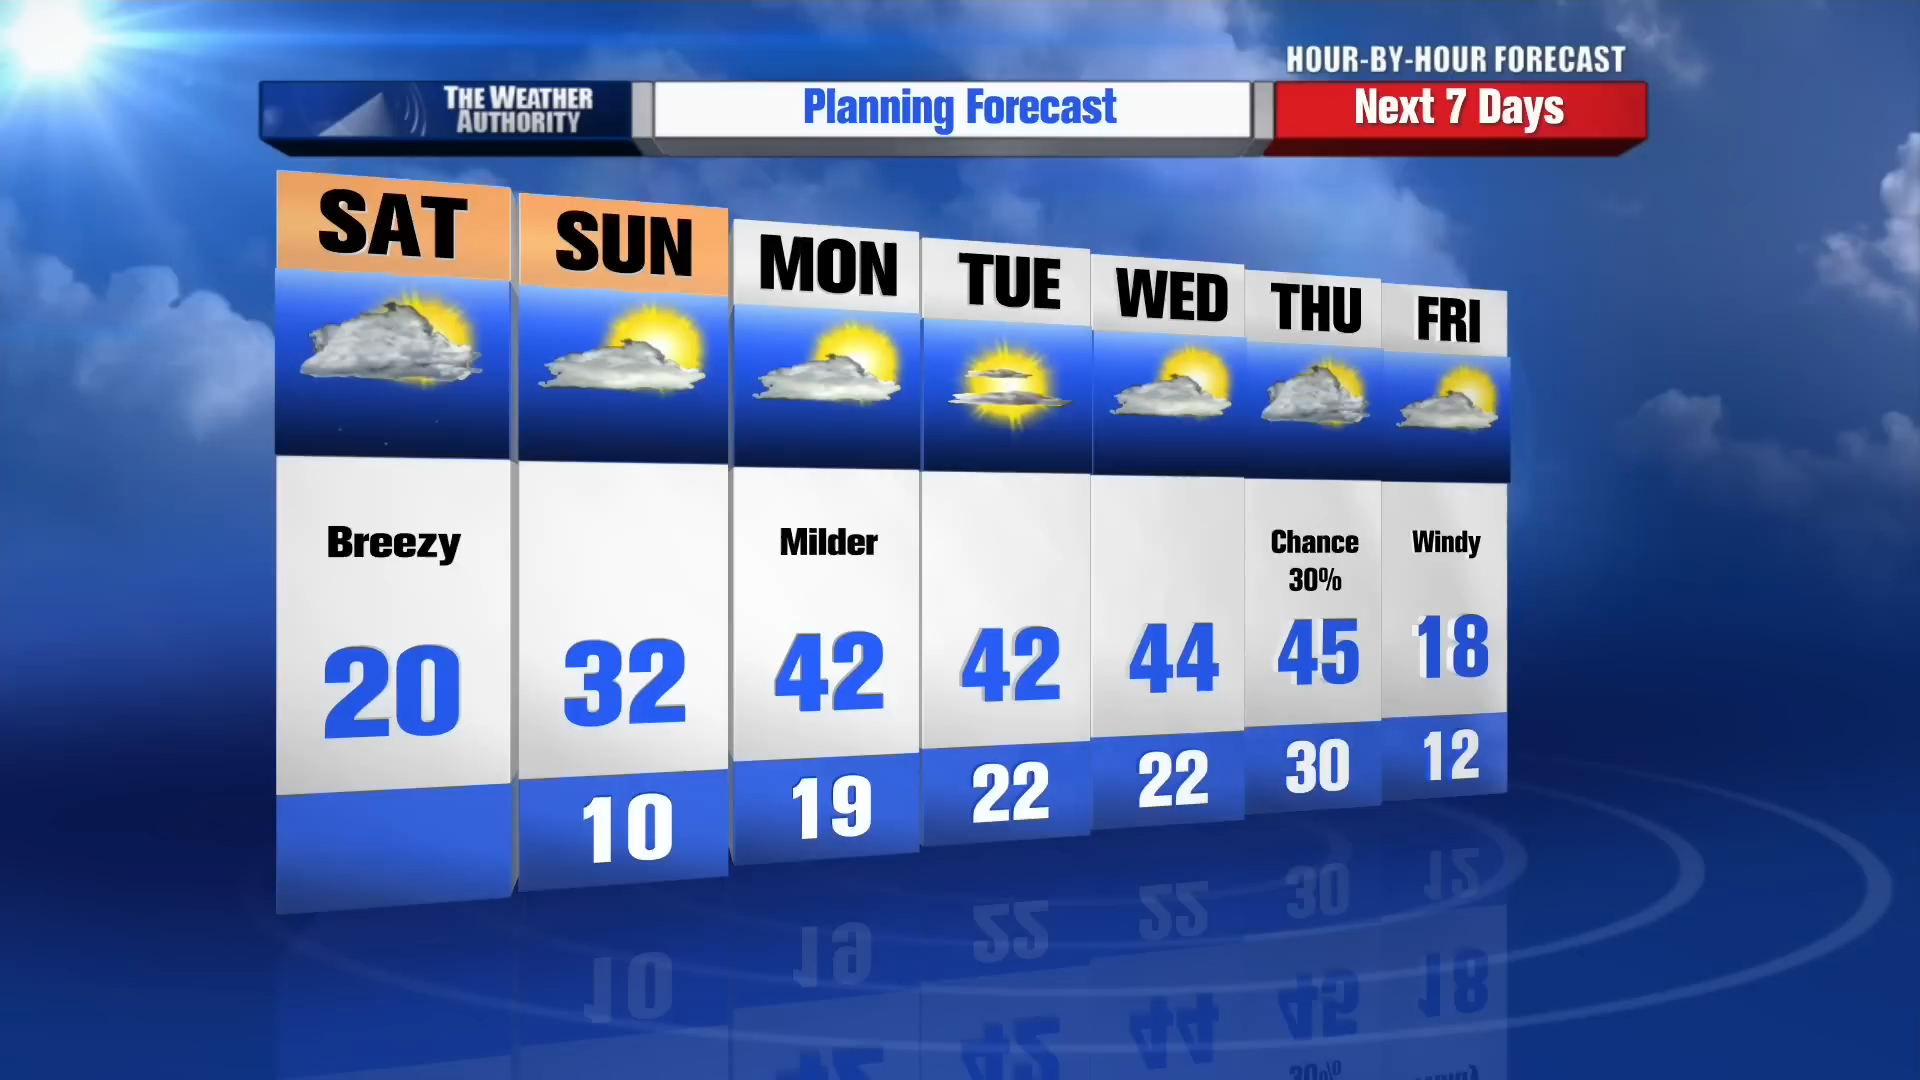 HOUR-BY-HOUR FORECAST
THE WEATHER
AUTHORITY
Planning Forecast
Next 7 Days
SAT
SUN
MON
TUE
WED
THU
FRI
Breezy
Milder
Chance
30%
Windy
20
32
42
42
44
45
18
10
19
22
22
30
12